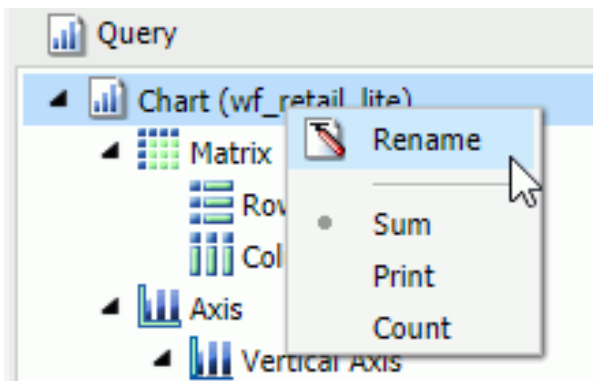 Query
Chart (wf_retail_lite)
Matrix
Rename
Sum
Print
Axis
Count
Vertical Axis